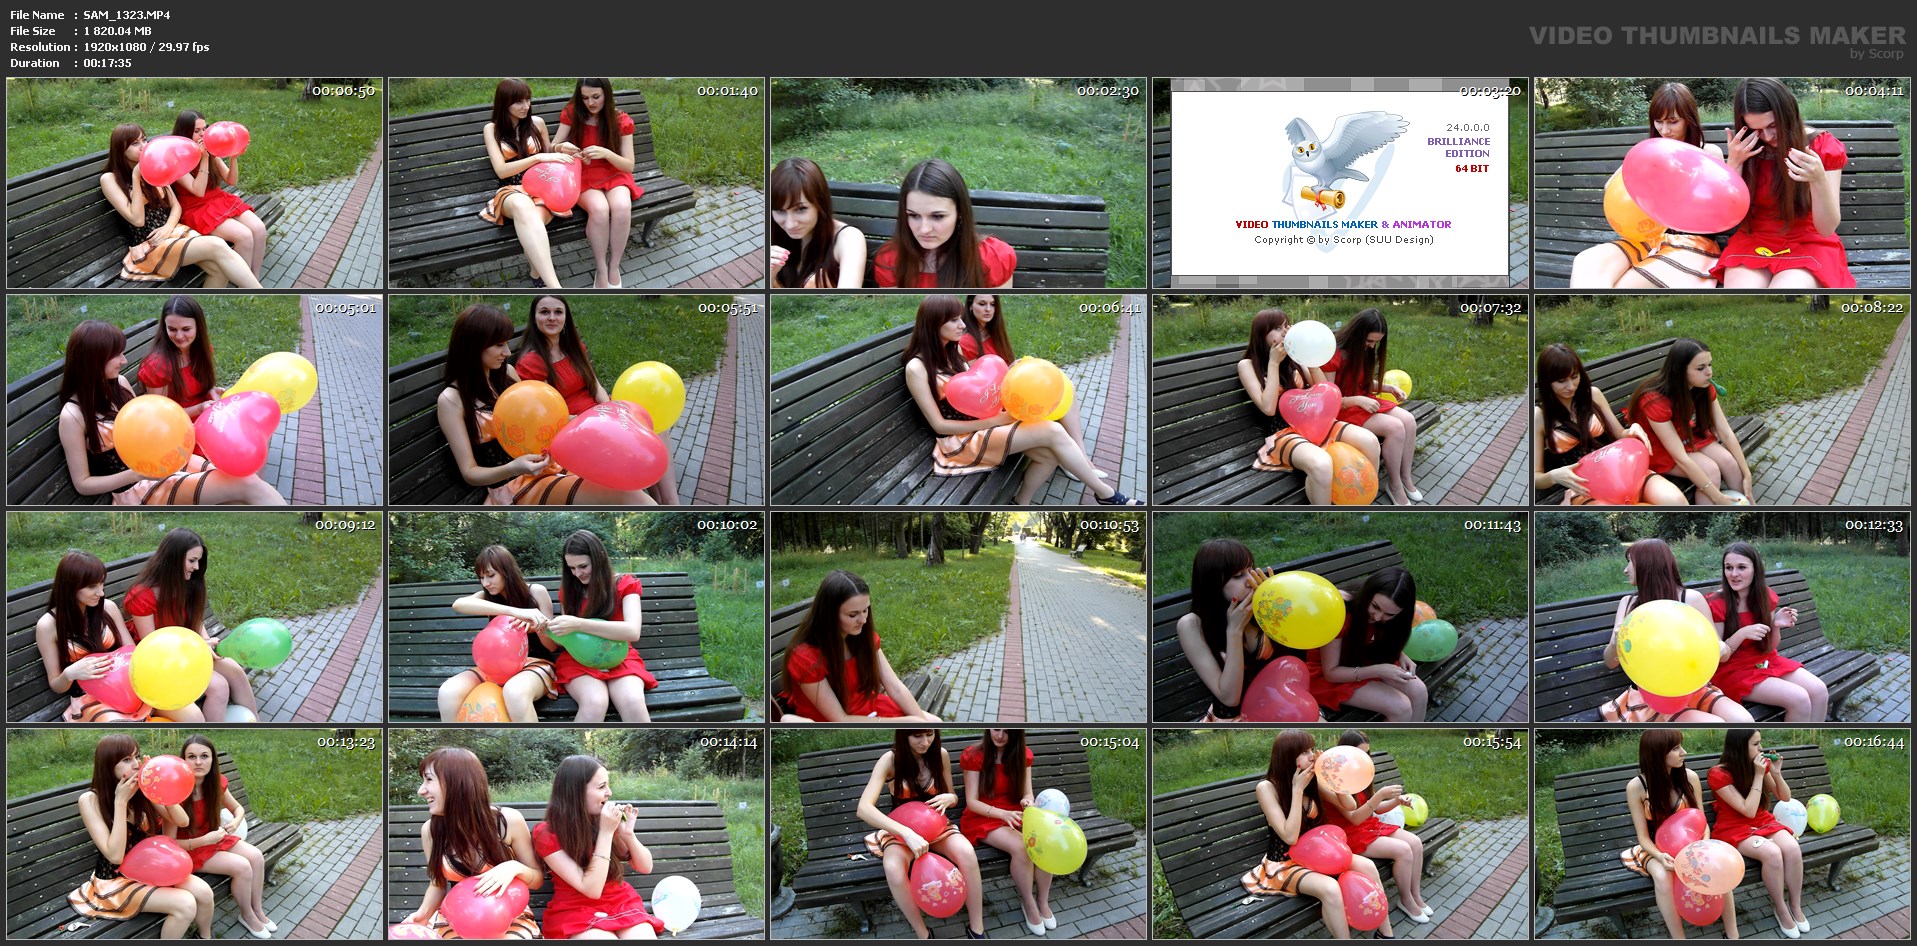 File Name : SAM_1323.MP4
File Size : 1 820.04 MB
Resolution : 1920x1080 / 29.97 fps
Duration : 00:17:35
VIDEO THUMBNAILS MAKER
by Scorp
00:00:50
00:01:40
00:02:30
00:03:20
24.0.0.0
BRILLIANCE
EDITION
64 BIT
VIDEO THUMBNAILS MAKER & ANIMATOR
Copyright © by Scorp (SUU Design)
00:04:11
00:05:01
00:05:51
00:06:41
00:07:32
You
00:08:22
00:09:12
00:10:02
00:10:53
00:11:43
00:12:33
00:13:23
00:14:14
00:15:04
00:15:54
00:16:44